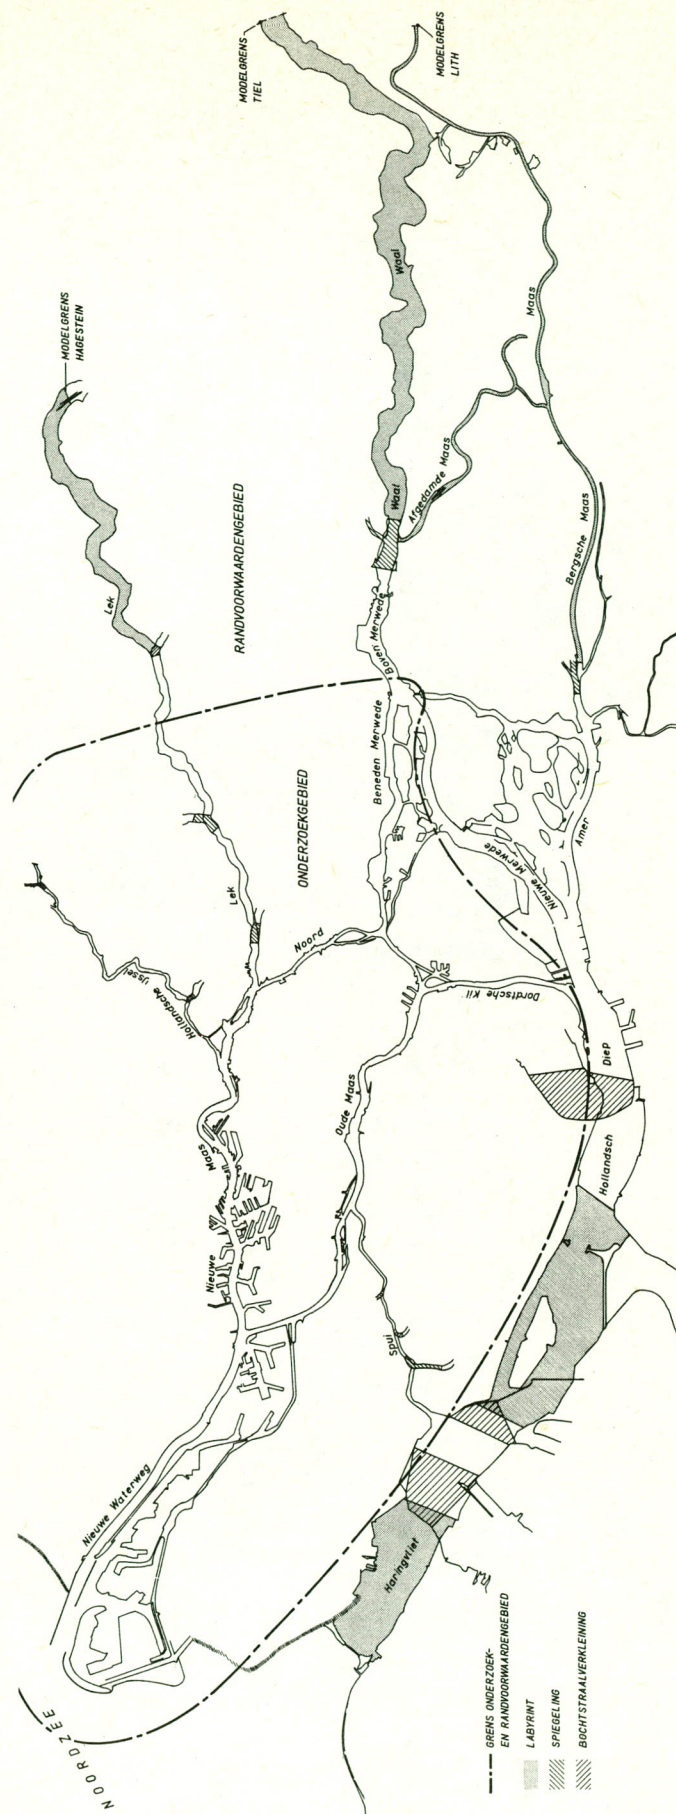 MODELGRENS
TIEL
MODELGRENS
LITH
MODELGRENS
HAGESTEIN
Waal
Maas
Lek
RANDVOORWAARDENGEBIED
Waal
Afgedamde Maas
Bergsche Maas
Boven Merwede
Beneden Merwede
ONDERZOEKGEBIED
Lek
Noord
Hollandsche IJssel
Nieuwe Merwede
Amer
Dordtsche Kil
Hollandsch Diep
Oude Maas
Nieuwe Maas
Spui
Nieuwe Waterweg
Haringvliet
NOORDZEE
GRENS ONDERZOEK-
EN RANDVOORWAARDENGEBIED
LABYRINT
SPIEGELING
BOCHTSTRAALVERKLEINING